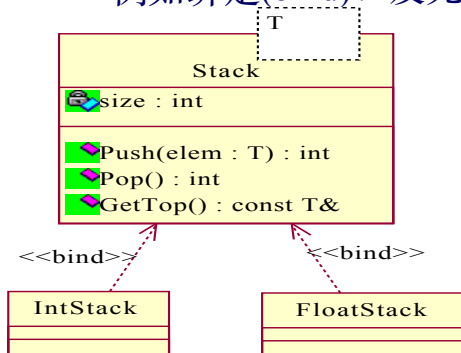 T
Stack
size : int
Push(elem : T) : int
Pop() : int
GetTop() : const T&
<<bind>> <<bind>>
IntStack FloatStack